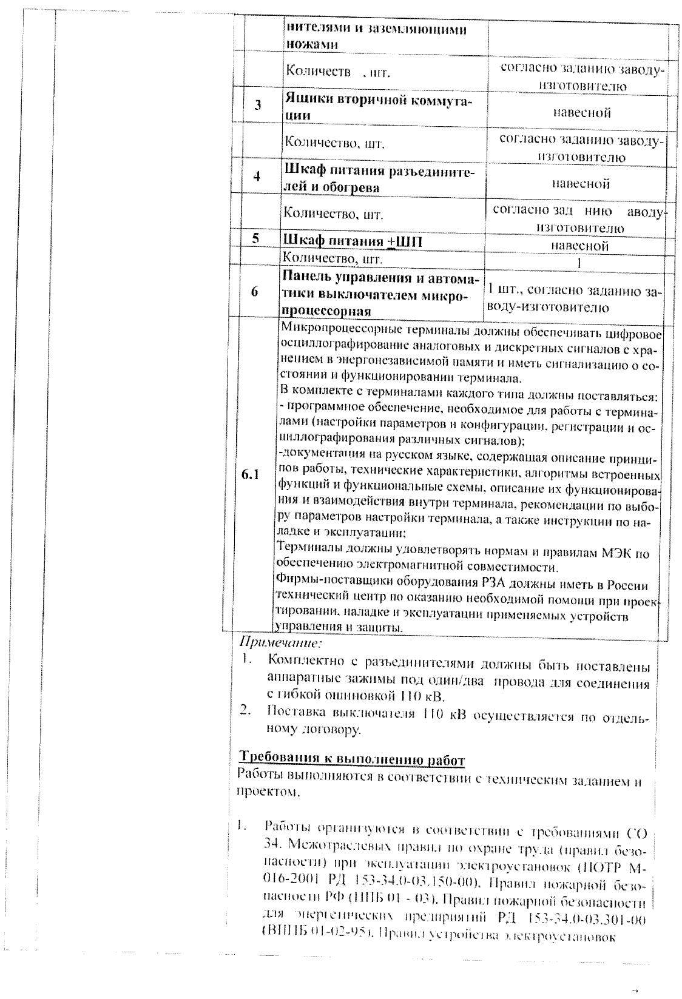 нителями и заземляющими
ножами
Количеств , шт.
согласно заданию заводу-
изготовителю
3
Ящики вторичной коммута-
ции
навесной
Количество, шт.
согласно заданию заводу-
изготовителю
4
Шкаф питания разъедините-
лей и обогрева
навесной
Количество, шт.
согласно зад нию аводу-
изготовителю
5
Шкаф питания ±ШП
навесной
Количество, шт.
1
6
Панель управления и автома-
тики выключателем микро-
процессорная
1 шт., согласно заданию за-
воду-изготовителю
6.1
Микропроцессорные терминалы должны обеспечивать цифровое
осциллографирование аналоговых и дискретных сигналов с хра-
нением в энергонезависимой памяти и иметь сигнализацию о со-
стоянии и функционировании терминала.
В комплекте с терминалами каждого типа должны поставляться:
- программное обеспечение, необходимое для работы с термина-
лами (настройки параметров и конфигурации, регистрации и ос-
циллографирования различных сигналов);
-документация на русском языке, содержащая описание принци-
пов работы, технические характеристики, алгоритмы встроенных
функций и функциональные схемы, описание их функционирова-
ния и взаимодействия внутри терминала, рекомендации по выбо-
ру параметров настройки терминала, а также инструкции по на-
ладке и эксплуатации;
Терминалы должны удовлетворять нормам и правилам МЭК по
обеспечению электромагнитной совместимости.
Фирмы-поставщики оборудования РЗА должны иметь в России
технический центр по оказанию необходимой помощи при проек-
тировании, наладке и эксплуатации применяемых устройств
управления и защиты.
Примечание:
1. Комплектно с разъединителями должны быть поставлены
аппаратные зажимы под один/два провода для соединения
с гибкой ошиновкой 110 кВ.
2. Поставка выключателя 110 кВ осуществляется по отдель-
ному договору.
Требования к выполнению работ
Работы выполняются в соответствии с техническим заданием и
проектом.
1. Работы организуются в соответствии с требованиями СО
34. Межотраслевых правил по охране труда (правил безо-
пасности) при эксплуатации электроустановок (ПОТР М-
016-2001 РД 153-34.0-03.150-00), Правил пожарной безо-
пасности РФ (ППБ 01 - 03), Правил пожарной безопасности
для энергетических предприятий РД 153-34.0-03.301-00
(ВППБ 01-02-95), Правил устройства электроустановок